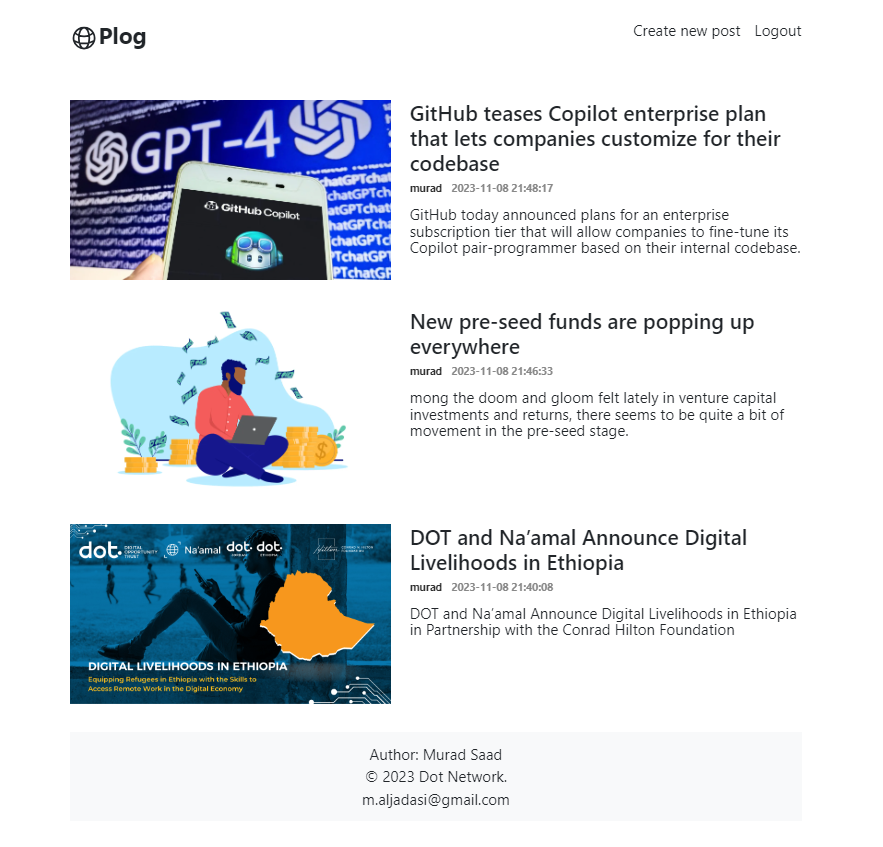 Plog
Create new post Logout
GPT-4
GitHub Copilot
GitHub teases Copilot enterprise plan
that lets companies customize for their
codebase
murad 2023-11-08 21:48:17
GitHub today announced plans for an enterprise
subscription tier that will allow companies to fine-tune its
Copilot pair-programmer based on their internal codebase.
New pre-seed funds are popping up
everywhere
murad 2023-11-08 21:46:33
mong the doom and gloom felt lately in venture capital
investments and returns, there seems to be quite a bit of
movement in the pre-seed stage.
dot. DIGITAL OPPORTUNITY TRUST Na'amal dot. dot.
DIGITAL LIVELIHOODS IN ETHIOPIA
Equipping Refugees in Ethiopia with the Skills to
Access Remote Work in the Digital Economy
DOT and Na’amal Announce Digital
Livelihoods in Ethiopia
murad 2023-11-08 21:40:08
DOT and Na’amal Announce Digital Livelihoods in Ethiopia
in Partnership with the Conrad Hilton Foundation
Author: Murad Saad
© 2023 Dot Network.
m.aljadasi@gmail.com